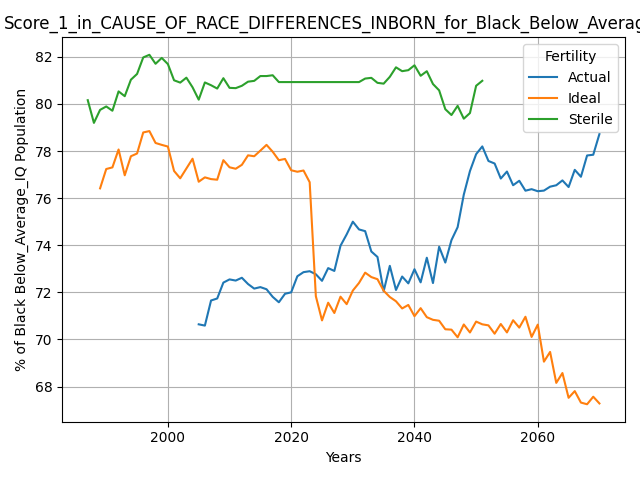 Score_1_in_CAUSE_OF_RACE_DIFFERENCES_INBORN_for_Black_Below_Averag
Fertility
Actual
Ideal
Sterile
% of Black Below_Average_IQ Population
82
80
78
76
74
72
70
68
2000
2020
2040
2060
Years